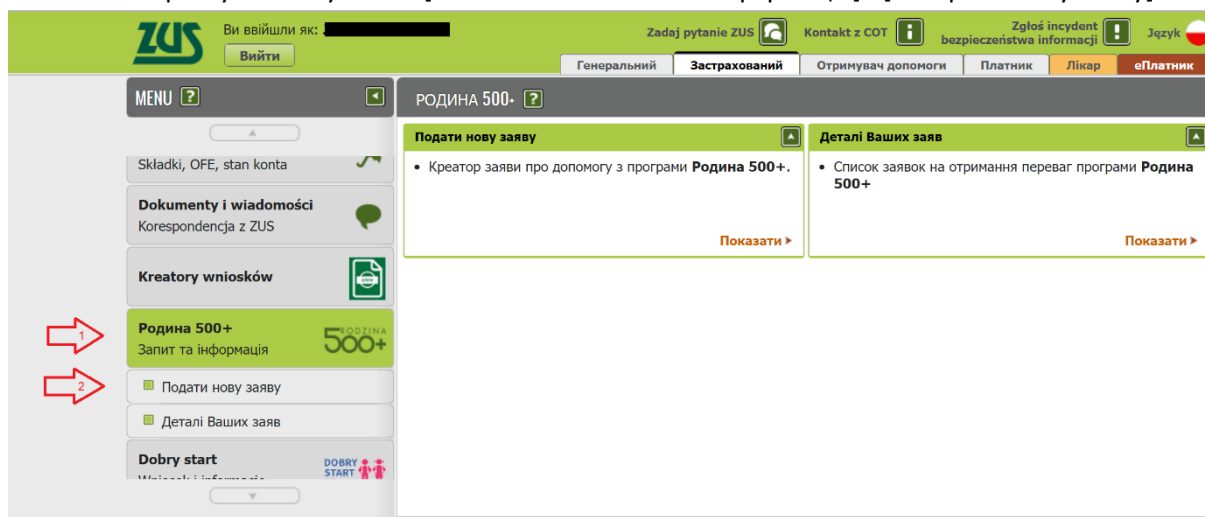 ZUS
Ви ввійшли як:
Вийти
Zadaj pytanie ZUS
Kontakt z COT
Zgłoś incydent
bezpieczeństwa informacji
Język
Генеральний
Застрахований
Отримувач допомоги
Платник
Лікар
еПлатник
MENU ?
Składki, OFE, stan konta
Dokumenty i wiadomości
Korespondencja z ZUS
Kreatory wniosków
1
Родина 500+
Запит та інформація
RODZINA
500+
2
Подати нову заяву
Деталі Ваших заяв
Dobry start
DOBRY
START
РОДИНА 500+ ?
Подати нову заяву
• Креатор заяви про допомогу з програми Родина 500+.
Показати
Деталі Ваших заяв
• Список заявок на отримання переваг програми Родина
500+
Показати